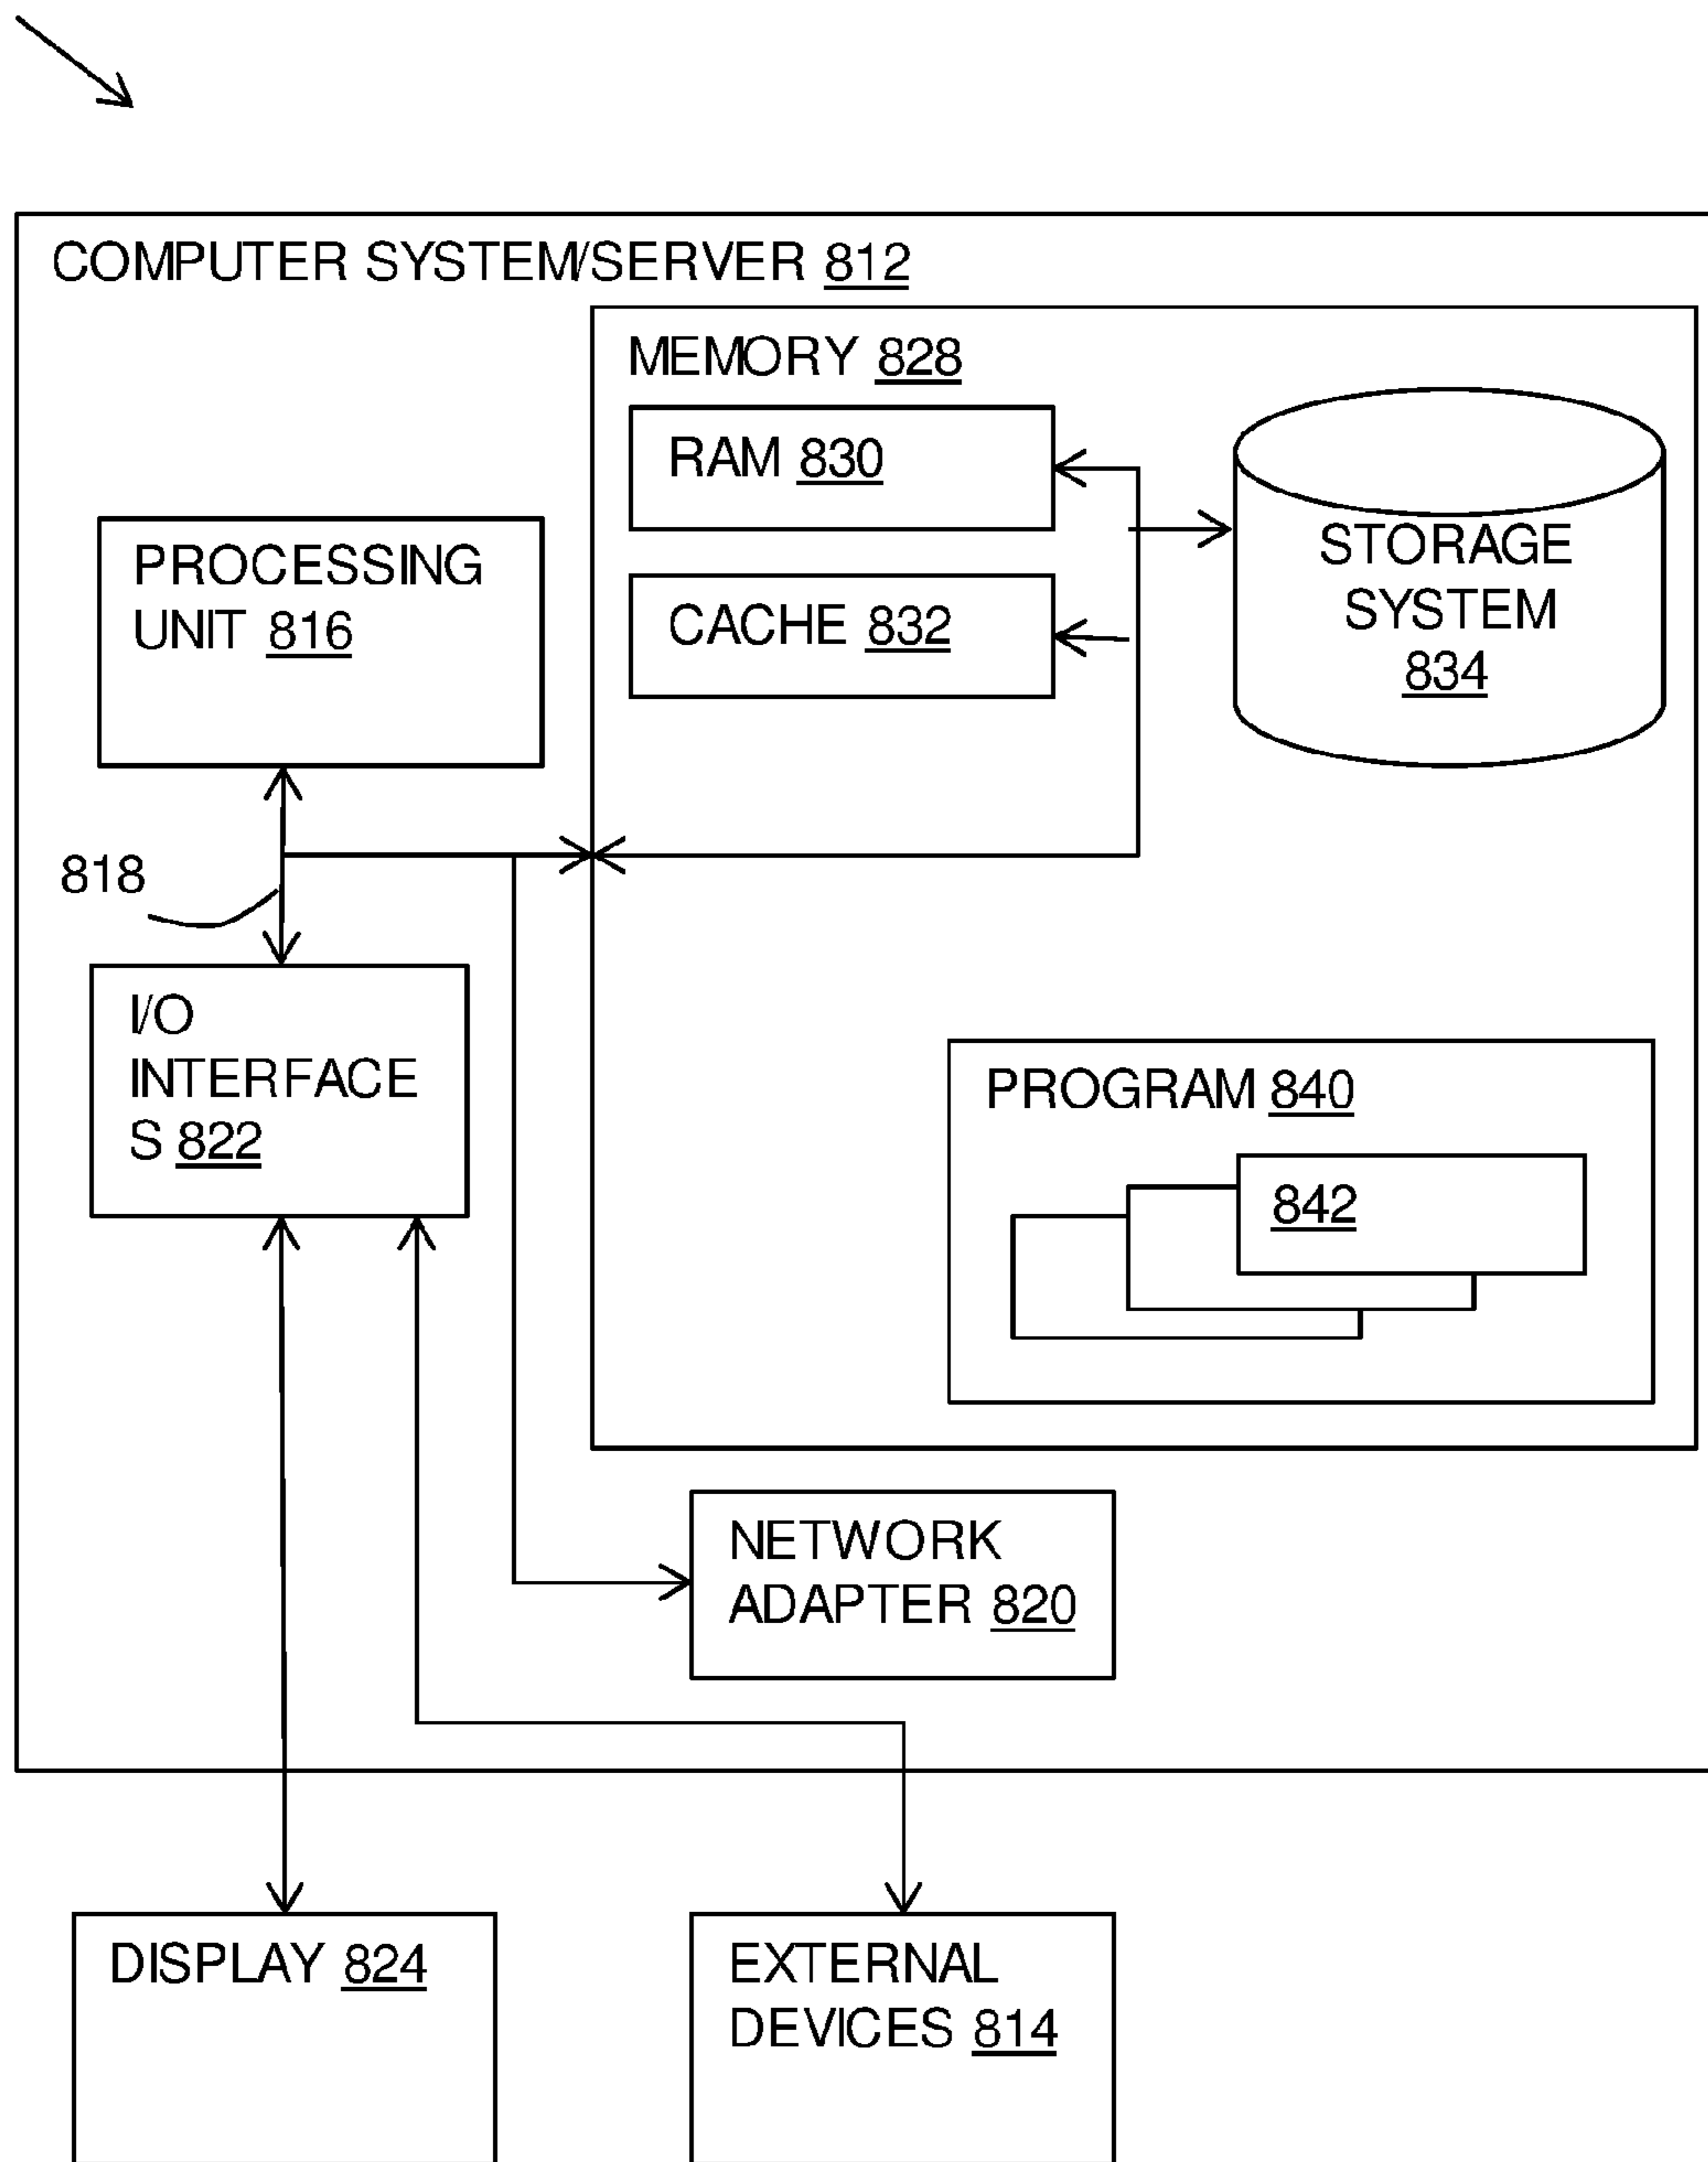 COMPUTER SYSTEM/SERVER 812
MEMORY 828
RAM 830
CACHE 832
STORAGE
SYSTEM
834
PROCESSING
UNIT 816
818
I/O
INTERFACE
S 822
PROGRAM 840
842
NETWORK
ADAPTER 820
DISPLAY 824
EXTERNAL
DEVICES 814